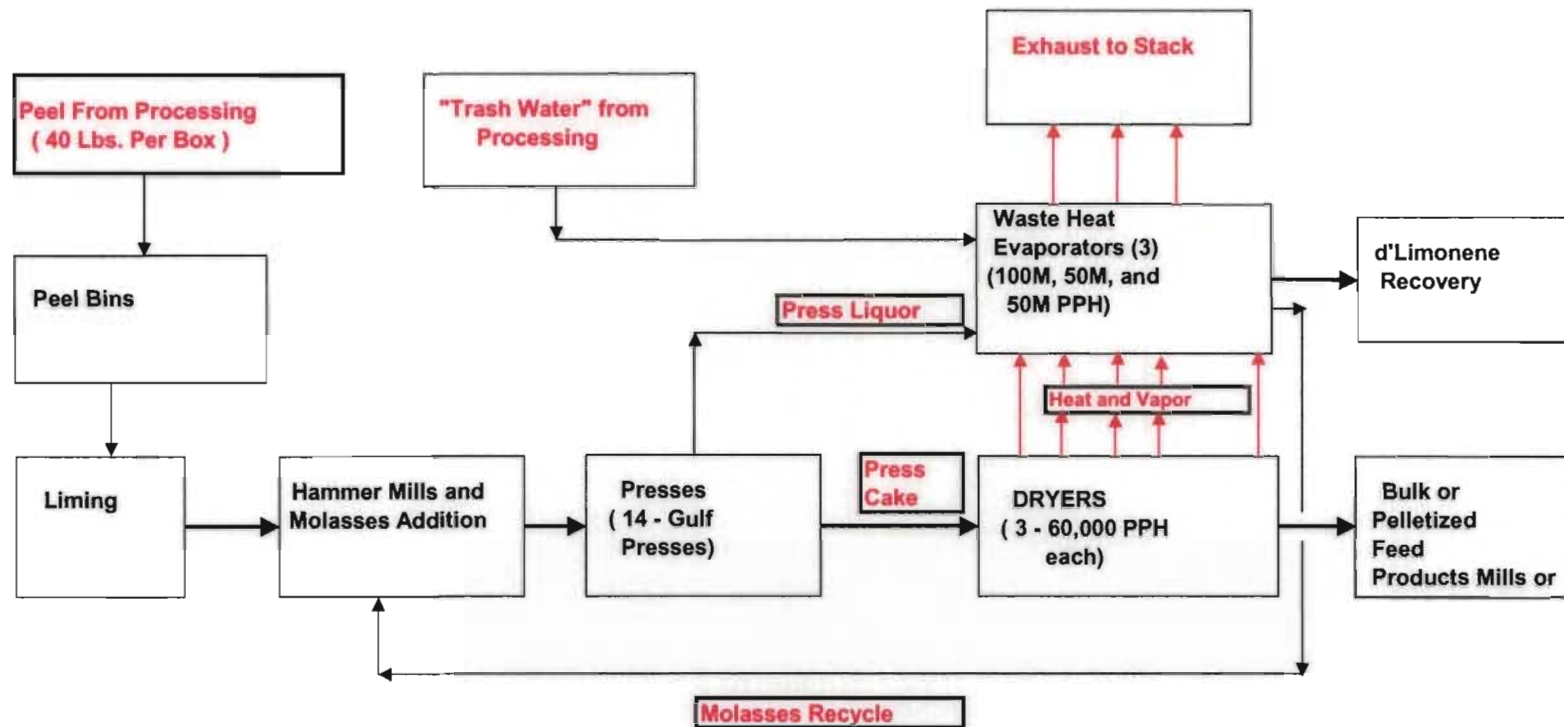 Exhaust to Stack
Peel From Processing
( 40 Lbs. Per Box )
"Trash Water" from
Processing
Waste Heat
Evaporators (3)
(100M, 50M, and
50M PPH)
d'Limonene
Recovery
Peel Bins
Press Liquor
Heat and Vapor
Liming
Hammer Mills and
Molasses Addition
Presses
( 14 - Gulf
Presses)
Press
Cake
DRYERS
( 3 - 60,000 PPH
each)
Bulk or
Pelletized
Feed
Products Mills or
Molasses Recycle